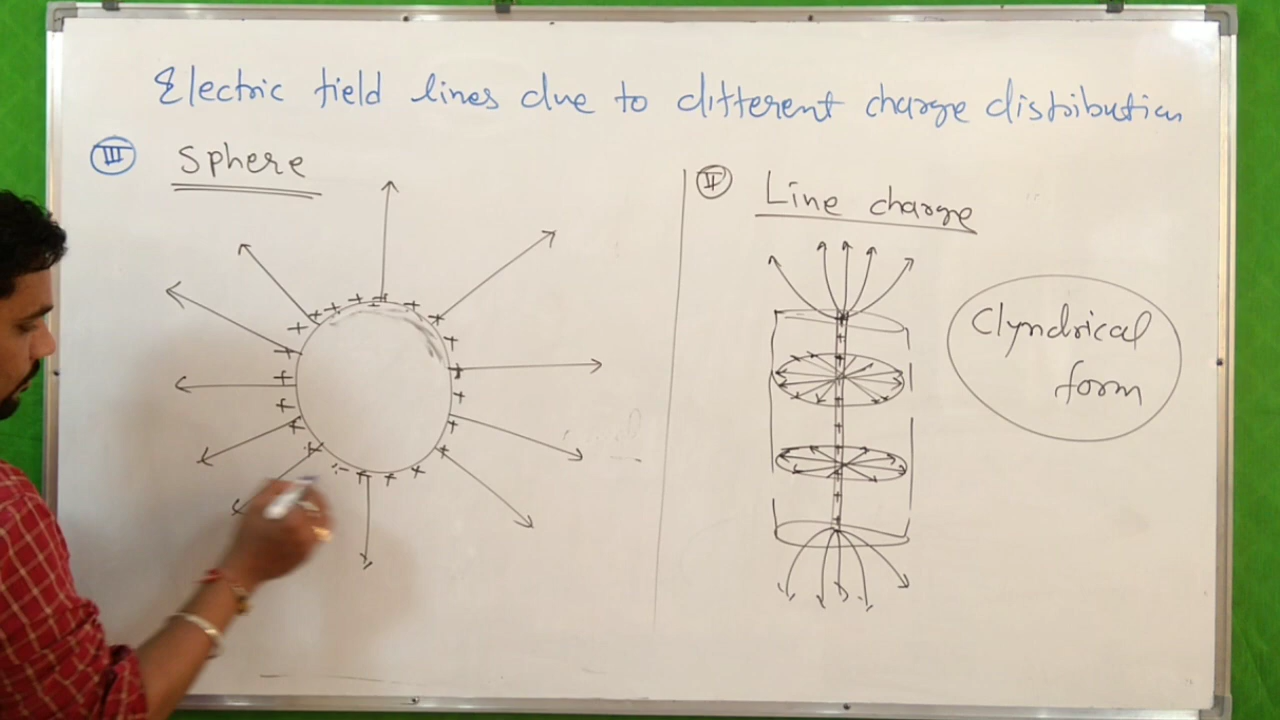 Electric field lines due to different charge distribution
III Sphere
II Line charge
Clyndrical
form